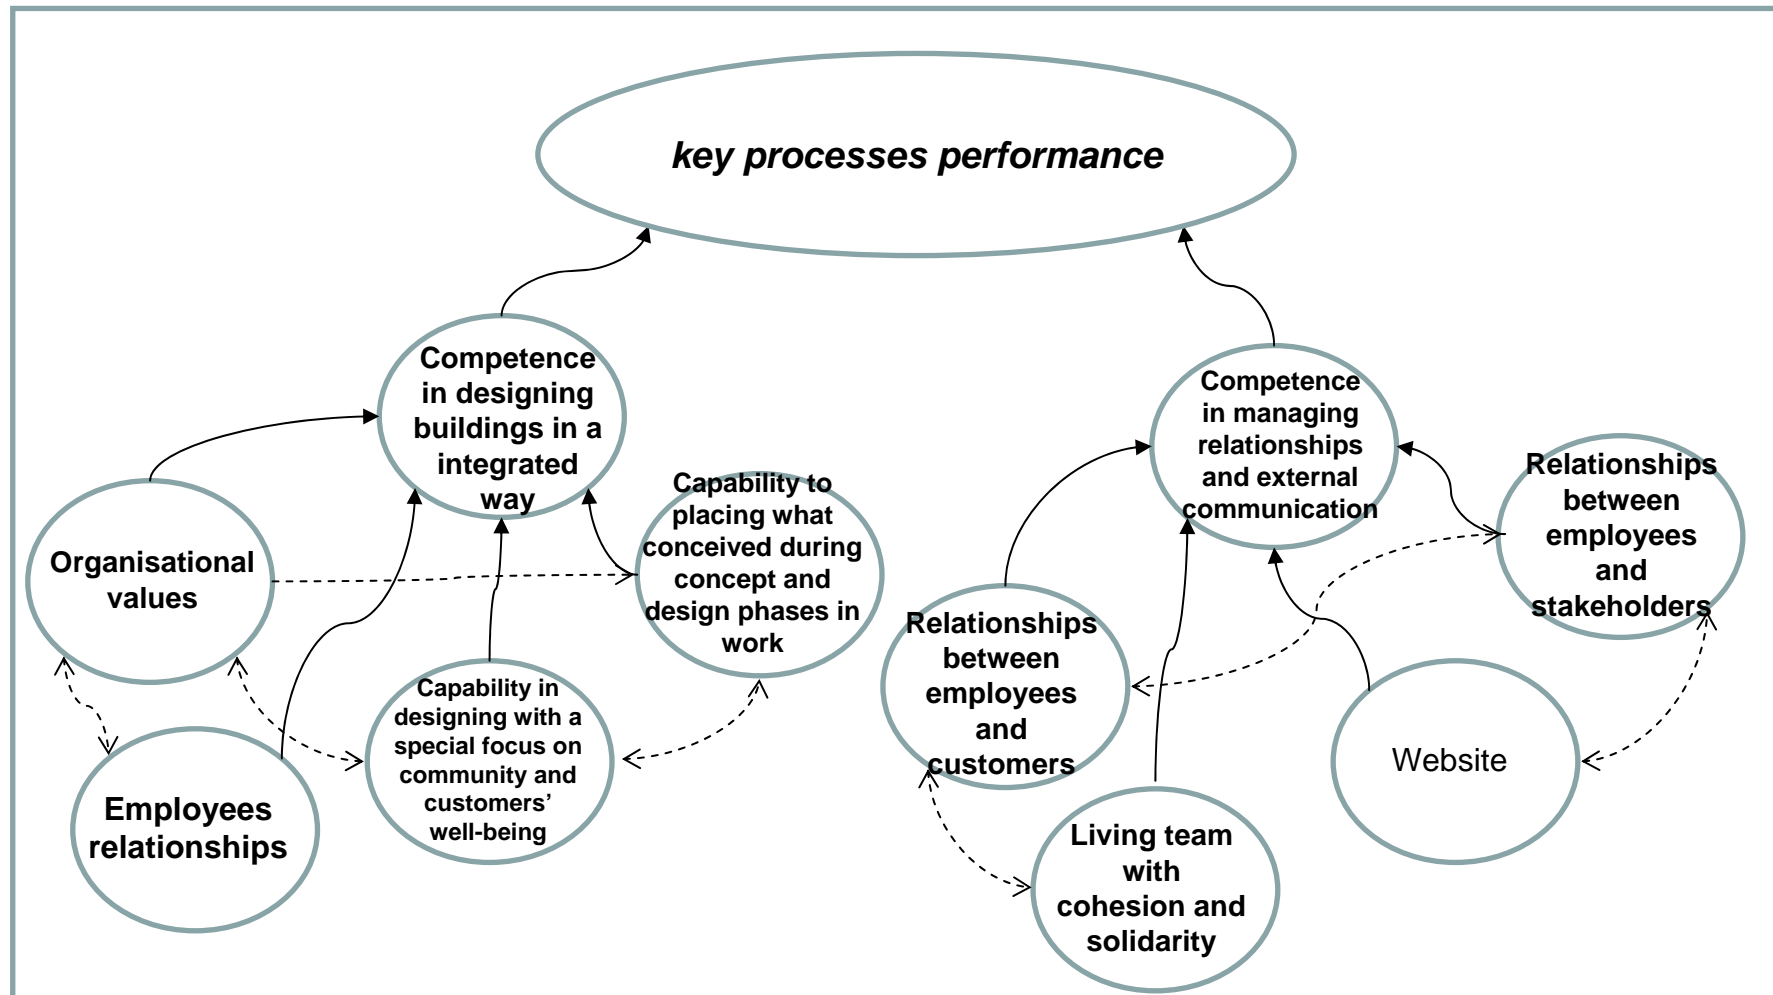 key processes performance
Competence
in designing
buildings in a
integrated
way
Competence
in managing
relationships
and external
communication
Organisational
values
Capability to
placing what
conceived during
concept and
design phases in
work
Relationships
between
employees
and
stakeholders
Employees
relationships
Capability in
designing with a
special focus on
community and
customers’
well-being
Relationships
between
employees
and
customers
Living team
with
cohesion and
solidarity
Website